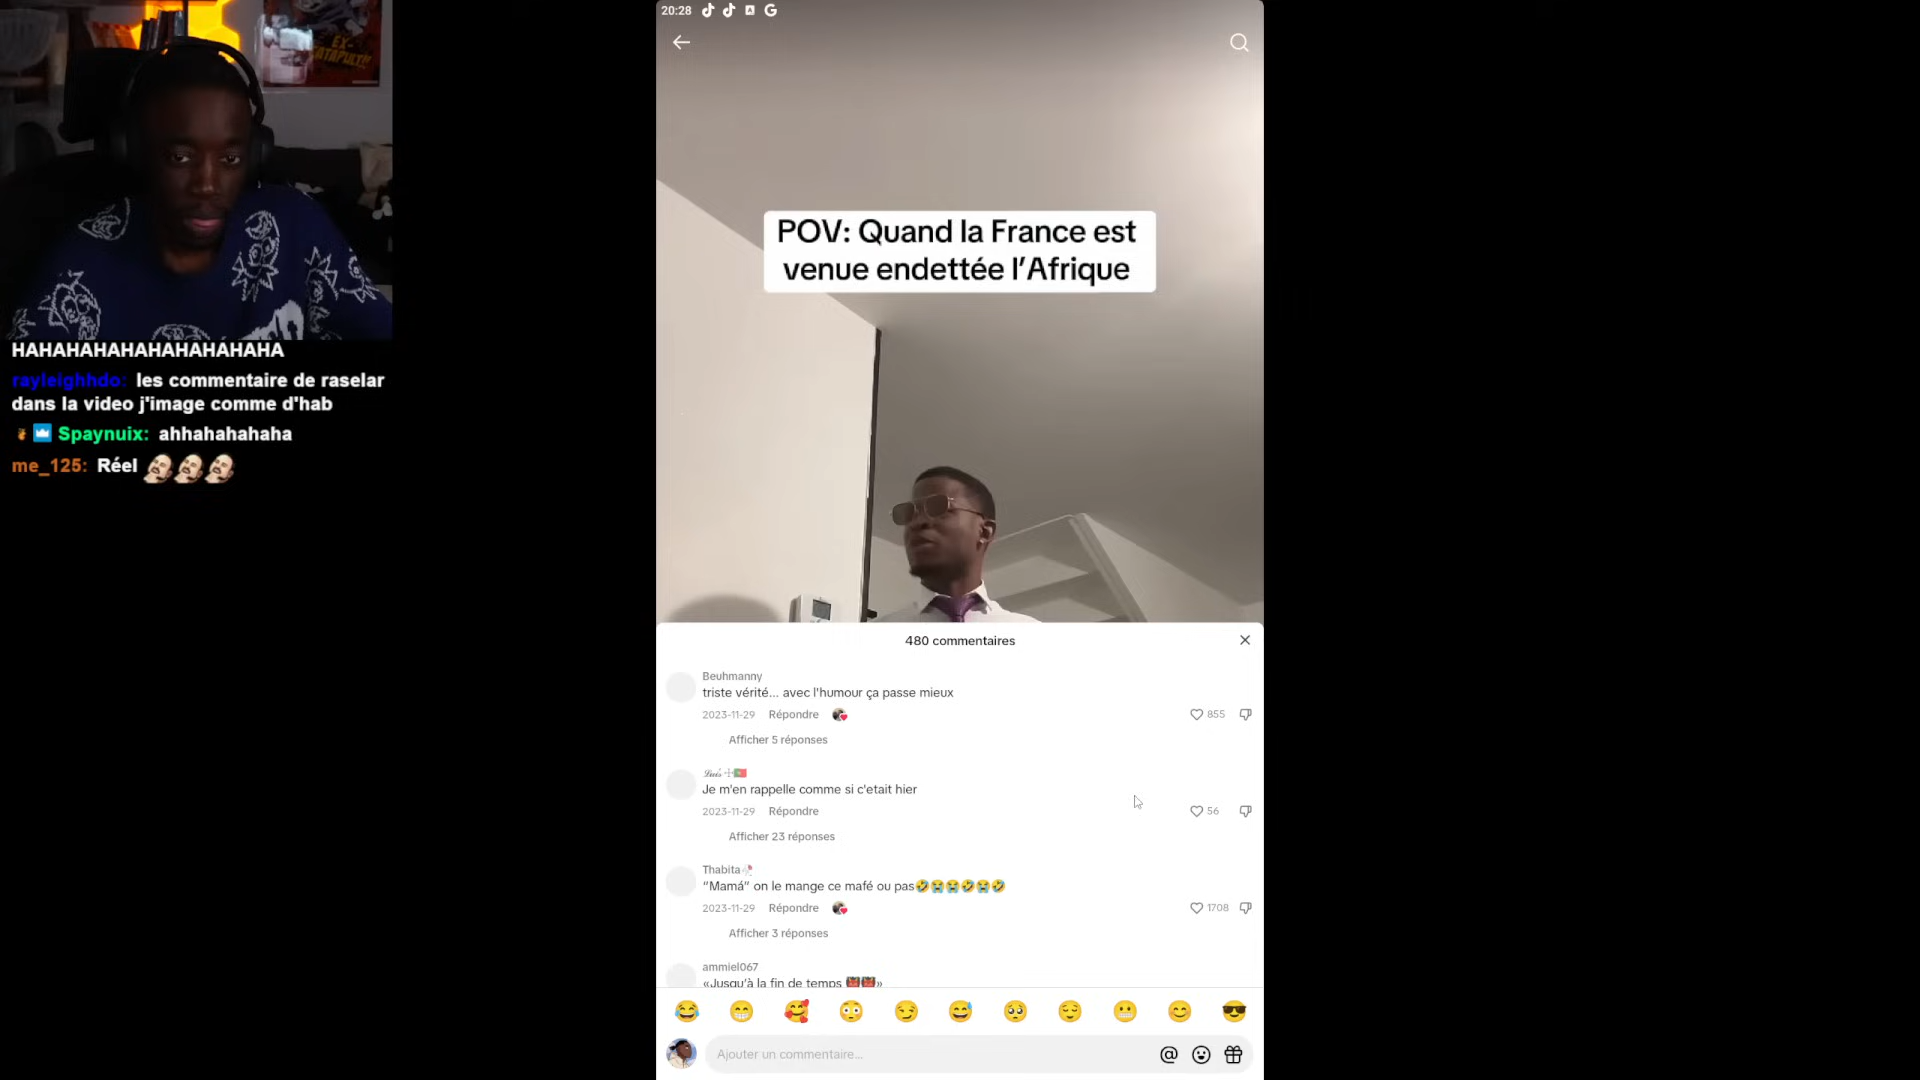 HAHAHAHAHAHAHAHAHA
rayleighhdo: les commentaire de raselar
dans la video j'image comme d'hab
Spaynuix: ahhahahahaha
me_125: Réel
20:28
POV: Quand la France est
venue endettée l'Afrique
480 commentaires
Beuhmanny
triste vérité... avec l'humour ça passe mieux
2023-11-29 Répondre
855
Afficher 5 réponses
Luis
Je m'en rappelle comme si c'etait hier
2023-11-29 Répondre
56
Afficher 23 réponses
Thabita
"Mamá" on le mange ce mafé ou pas🤣😭😭🤣😭🤣
2023-11-29 Répondre
1708
Afficher 3 réponses
ammiel067
«Jusqu'à la fin de temps 👹👹»
Ajouter un commentaire...